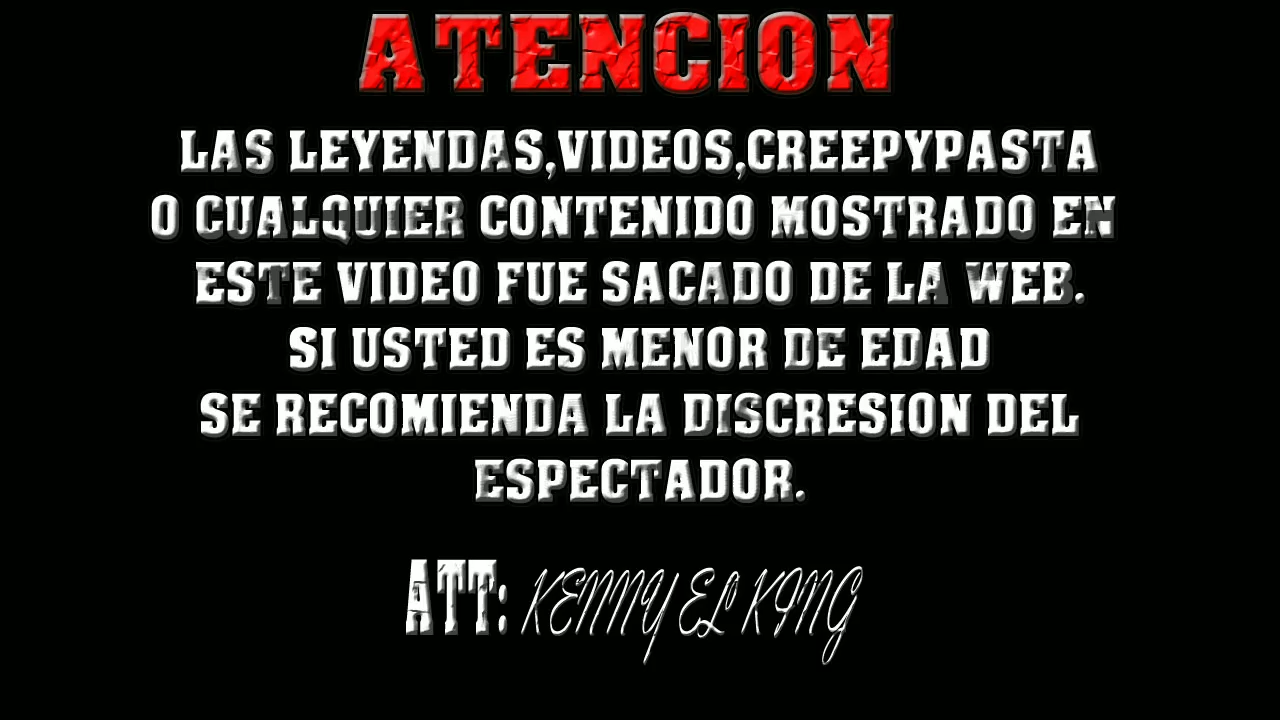 ATENCION
LAS LEYENDAS,VIDEOS,CREEPYPASTA
O CUALQUIER CONTENIDO MOSTRADO EN
ESTE VIDEO FUE SACADO DE LA WEB.
SI USTED ES MENOR DE EDAD
SE RECOMIENDA LA DISCRESION DEL
ESPECTADOR.
ATT: KENNY EL KING